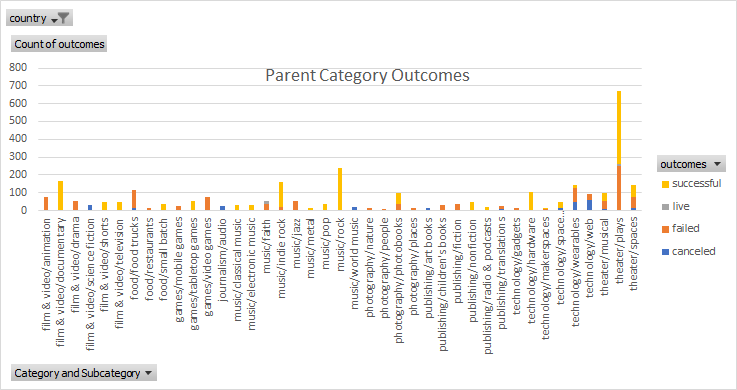 country
Count of outcomes
Parent Category Outcomes
800
700
600
500
400
300
200
100
0
film & video/animation
film & video/documentary
film & video/drama
film & video/science fiction
film & video/shorts
film & video/television
food/food trucks
food/restaurants
food/small batch
games/mobile games
games/tabletop games
games/video games
journalism/audio
music/classical music
music/electronic music
music/faith
music/indie rock
music/jazz
music/metal
music/pop
music/rock
music/world music
photography/nature
photography/people
photography/photobooks
photography/places
publishing/art books
publishing/children's books
publishing/fiction
publishing/nonfiction
publishing/radio & podcasts
publishing/translations
technology/gadgets
technology/hardware
technology/makerspaces
technology/space...
technology/wearables
technology/web
theater/musical
theater/plays
theater/spaces
outcomes
successful
live
failed
canceled
Category and Subcategory